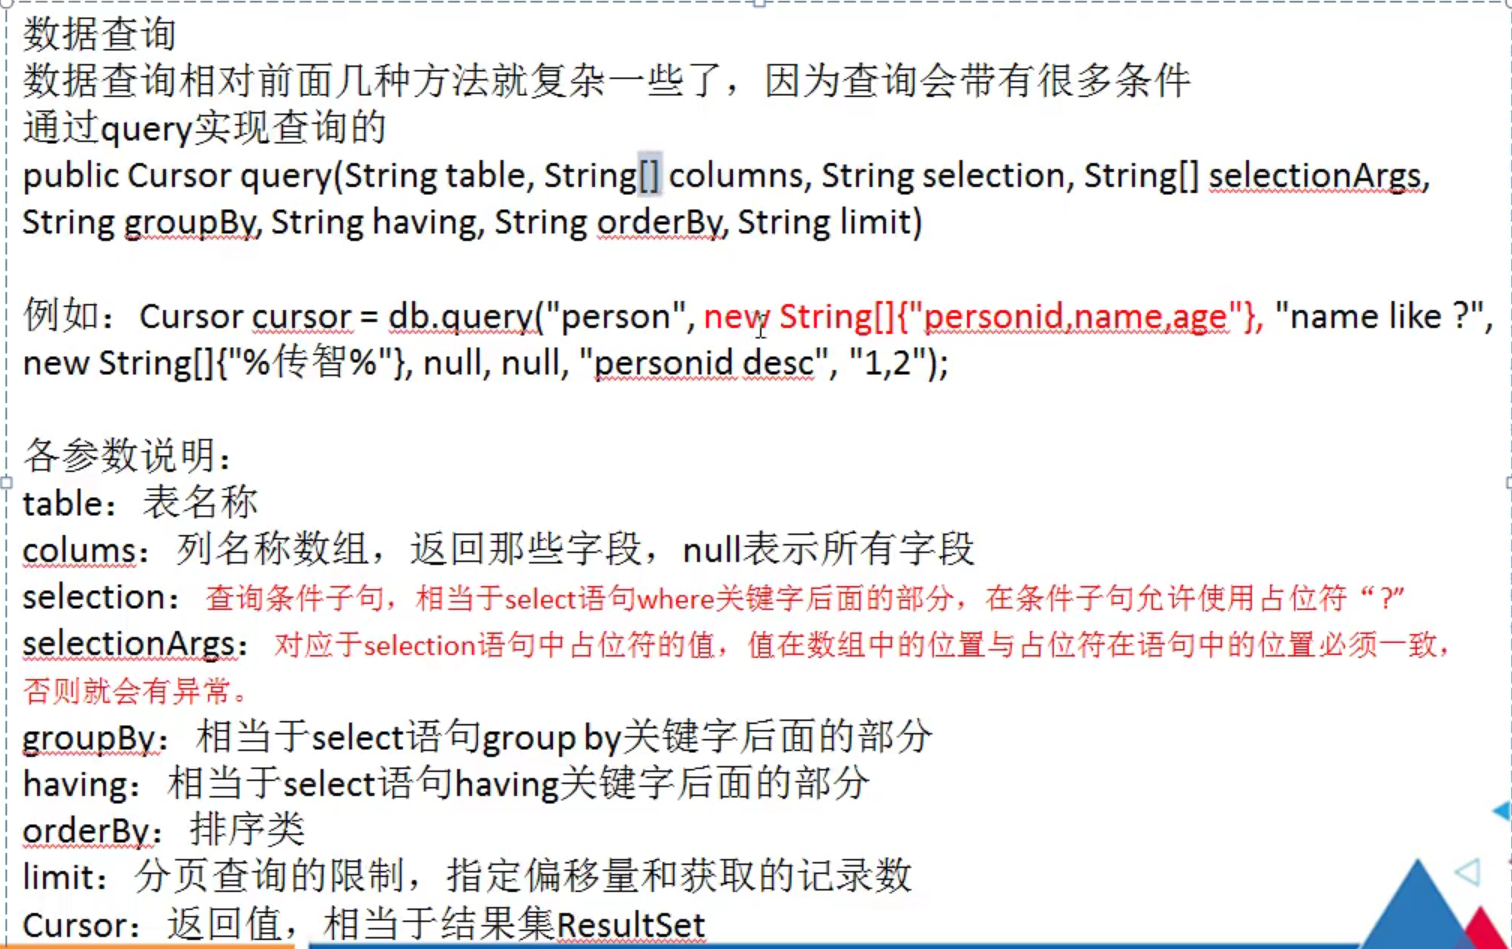 数据查询
数据查询相对前面几种方法就复杂一些了，因为查询会带有很多条件
通过query实现查询的
public Cursor query(String table, String[] columns, String selection, String[] selectionArgs,
String groupBy, String having, String orderBy, String limit)
例如：Cursor cursor = db.query("person", new String[]{"personid,name,age"}, "name like ?",
new String[]{"%传智%"}, null, null, "personid desc", "1,2");
各参数说明：
table：表名称
colums：列名称数组，返回那些字段，null表示所有字段
selection：查询条件子句，相当于select语句where关键字后面的部分，在条件子句允许使用占位符“?”
selectionArgs：对应于selection语句中占位符的值，值在数组中的位置与占位符在语句中的位置必须一致，
否则就会有异常。
groupBy：相当于select语句group by关键字后面的部分
having：相当于select语句having关键字后面的部分
orderBy：排序类
limit：分页查询的限制，指定偏移量和获取的记录数
Cursor：返回值，相当于结果集ResultSet